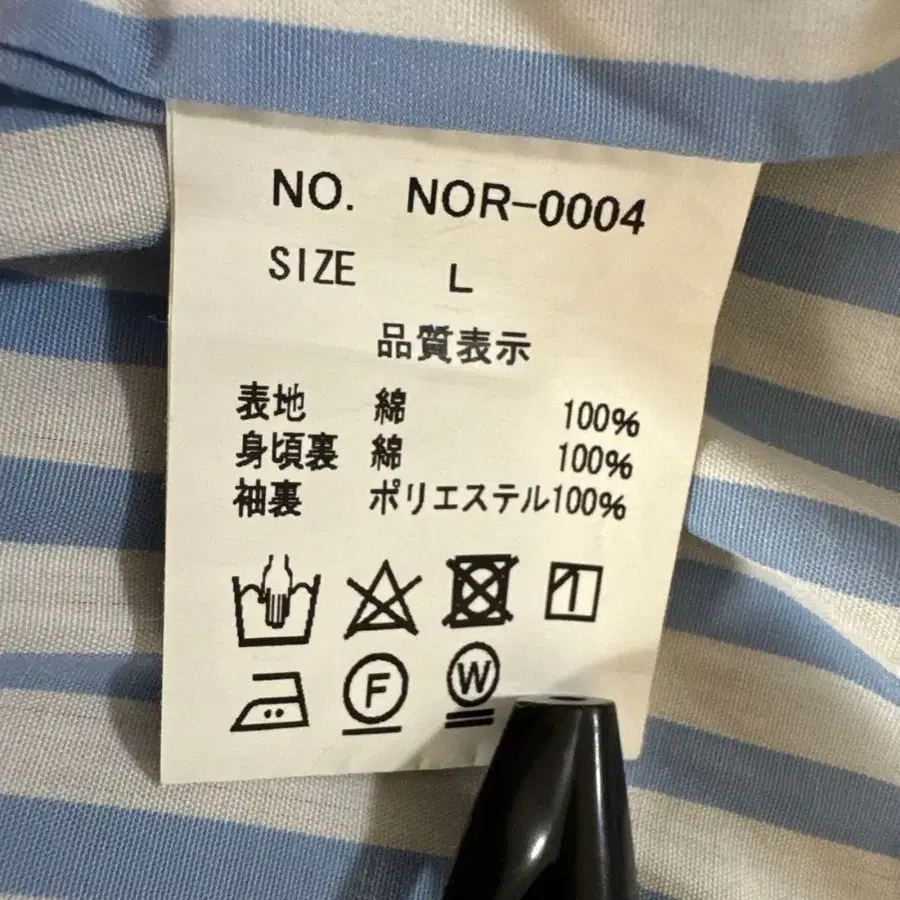 NO. NOR-0004
SIZE L
品質表示
表地 綿 100%
身頃裏 綿 100%
袖裏 ポリエステル100%
F W